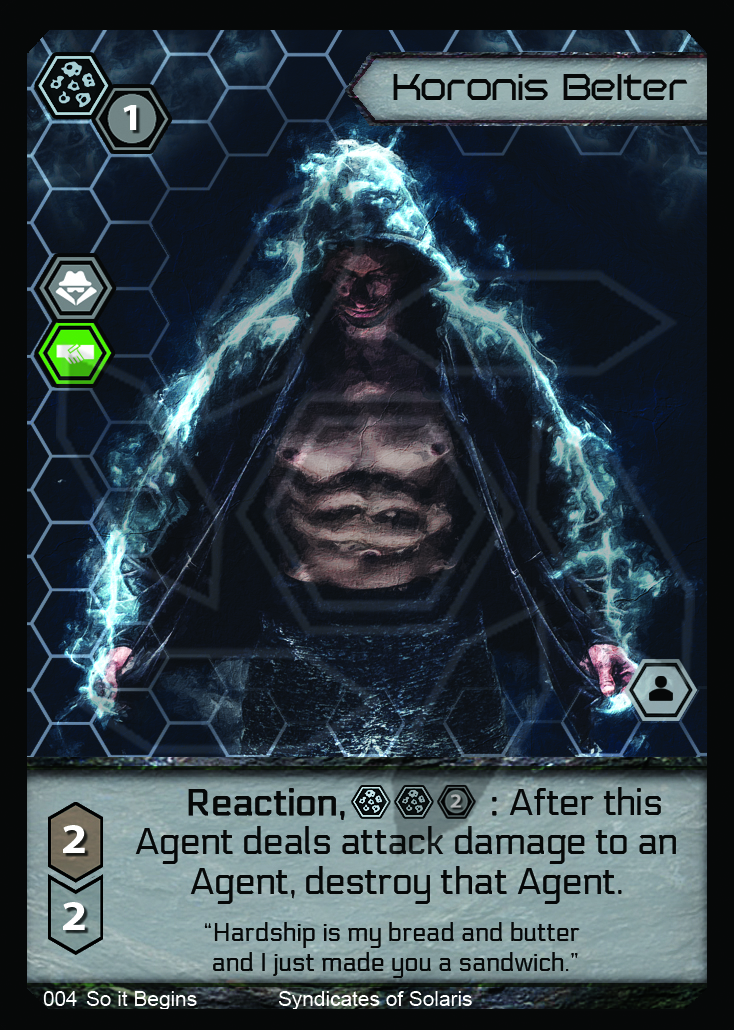 Koronis Belter
1
Reaction, 2 : After this
Agent deals attack damage to an
Agent, destroy that Agent.
2
2
“Hardship is my bread and butter
and I just made you a sandwich.”
004 So it Begins Syndicates of Solaris